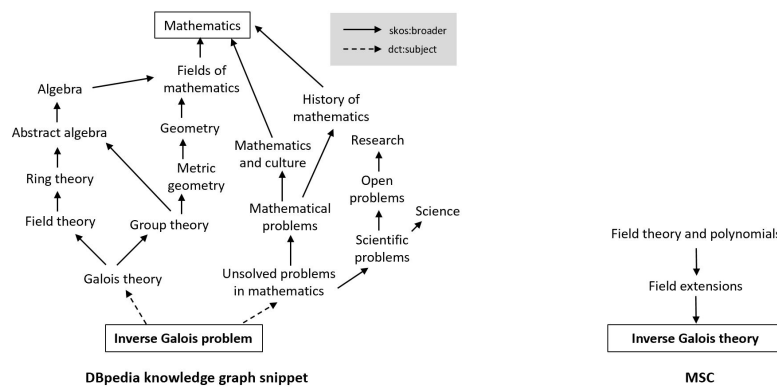 Mathematics
skos:broader
dct:subject
Fields of
mathematics
Algebra
History of
mathematics
Abstract algebra
Geometry
Mathematics
and culture
Research
Ring theory
Metric
geometry
Open
problems
Field theory
Group theory
Mathematical
problems
Science
Scientific
problems
Galois theory
Unsolved problems
in mathematics
Inverse Galois problem
DBpedia knowledge graph snippet
Field theory and polynomials
Field extensions
Inverse Galois theory
MSC